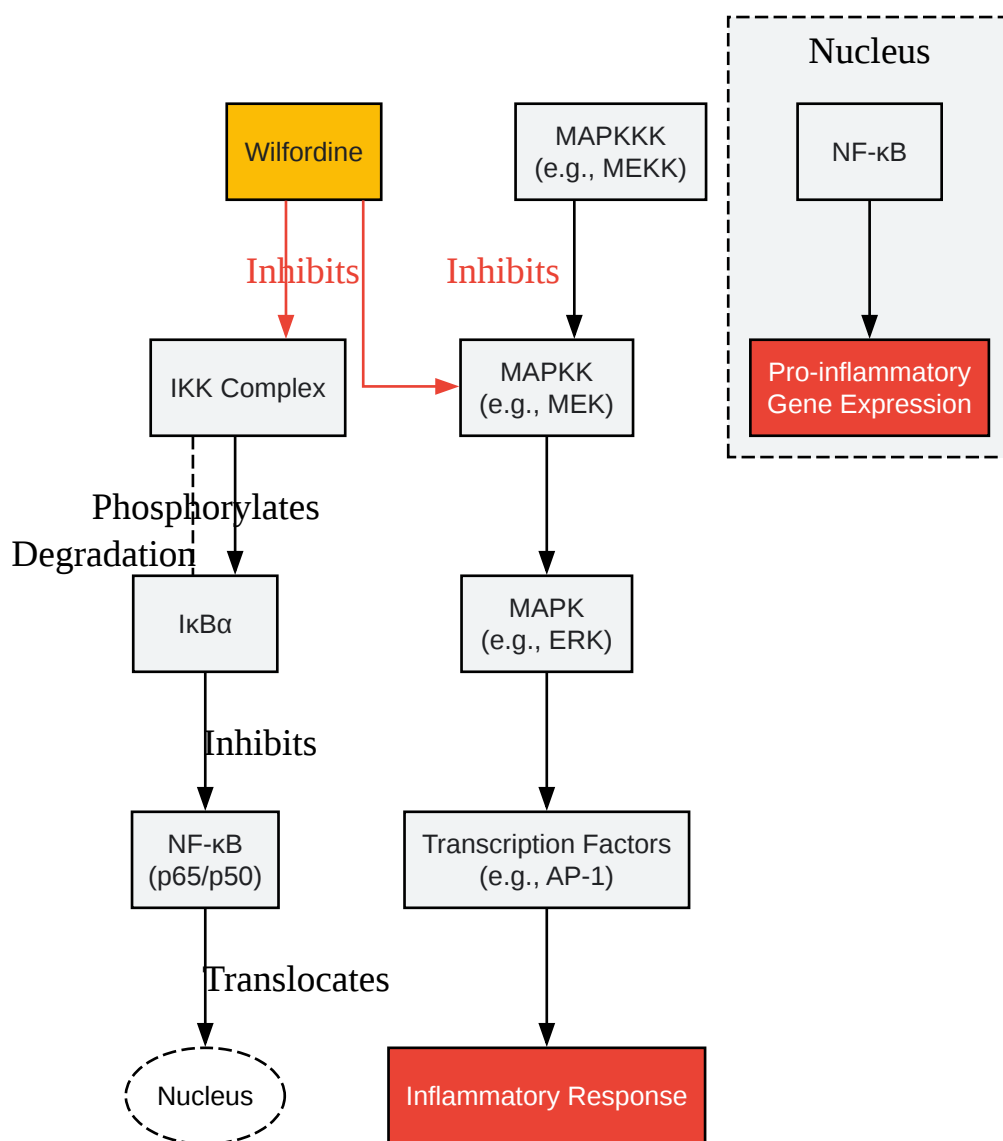 Nucleus
Wilfordine
MAPKKK
(e.g., MEKK)
NF-κB
Inhibits
Inhibits
IKK Complex
MAPKK
(e.g., MEK)
Pro-inflammatory
Gene Expression
Phosphorylates
Degradation
IκBα
MAPK
(e.g., ERK)
Inhibits
NF-κB
(p65/p50)
Transcription Factors
(e.g., AP-1)
Translocates
Nucleus
Inflammatory Response